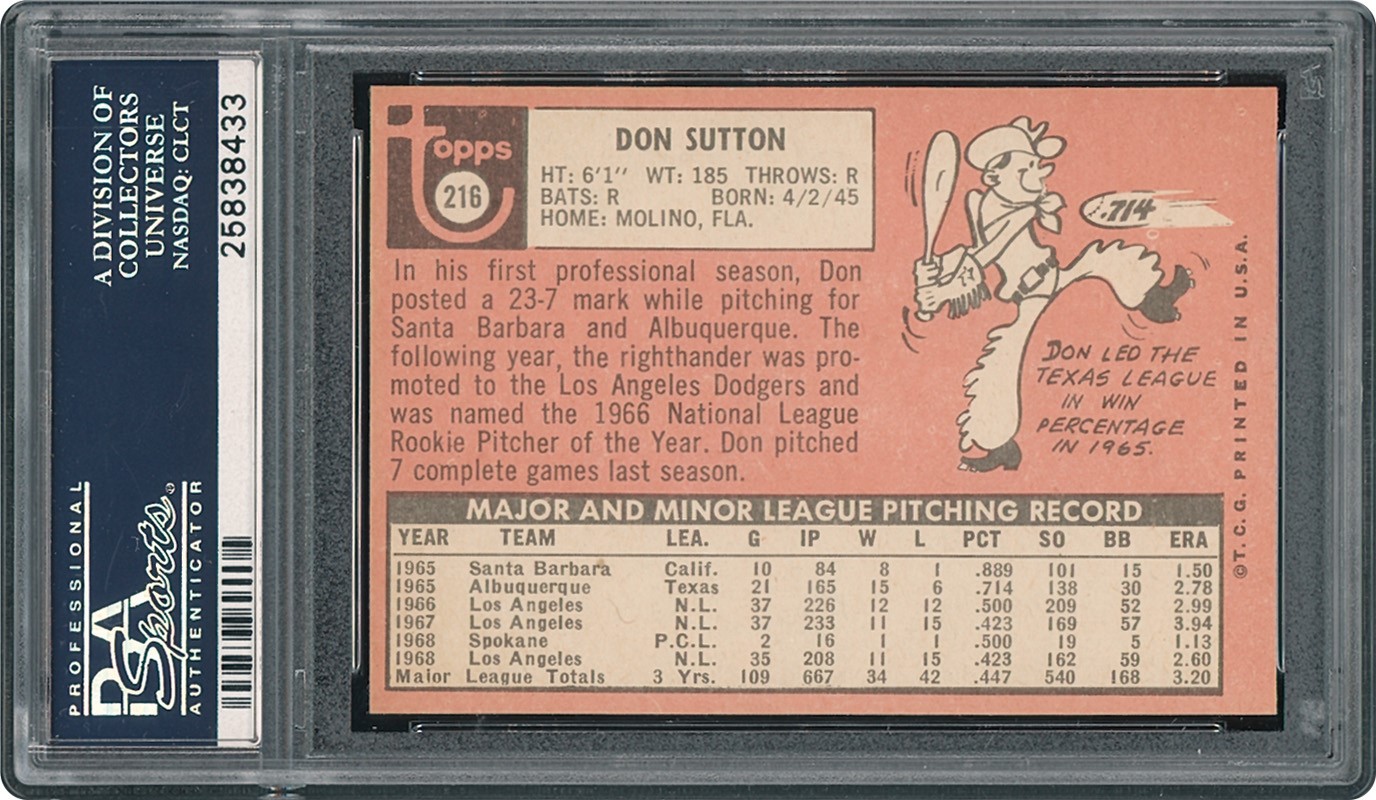 A DIVISION OF
COLLECTORS
UNIVERSE
NASDAQ: CLCT
PROFESSIONAL
PSA
Sports®
AUTHENTICATOR
25838433
topps
216
DON SUTTON
HT: 6'1" WT: 185 THROWS: R
BATS: R BORN: 4/2/45
HOME: MOLINO, FLA.
In his first professional season, Don
posted a 23-7 mark while pitching for
Santa Barbara and Albuquerque. The
following year, the righthander was pro-
moted to the Los Angeles Dodgers and
was named the 1966 National League
Rookie Pitcher of the Year. Don pitched
7 complete games last season.
.714
DON LED THE
TEXAS LEAGUE
IN WIN
PERCENTAGE
IN 1965.
MAJOR AND MINOR LEAGUE PITCHING RECORD
YEAR TEAM LEA. G IP W L PCT SO BB ERA
1965 Santa Barbara Calif. 10 84 8 1 .889 101 15 1.50
1965 Albuquerque Texas 21 165 15 6 .714 138 30 2.78
1966 Los Angeles N.L. 37 226 12 12 .500 209 52 2.99
1967 Los Angeles N.L. 37 233 11 15 .423 169 57 3.94
1968 Spokane P.C.L. 2 16 1 1 .500 19 5 1.13
1968 Los Angeles N.L. 35 208 11 15 .423 162 59 2.60
Major League Totals 3 Yrs. 109 667 34 42 .447 540 168 3.20
©T.C.G. PRINTED IN U.S.A.